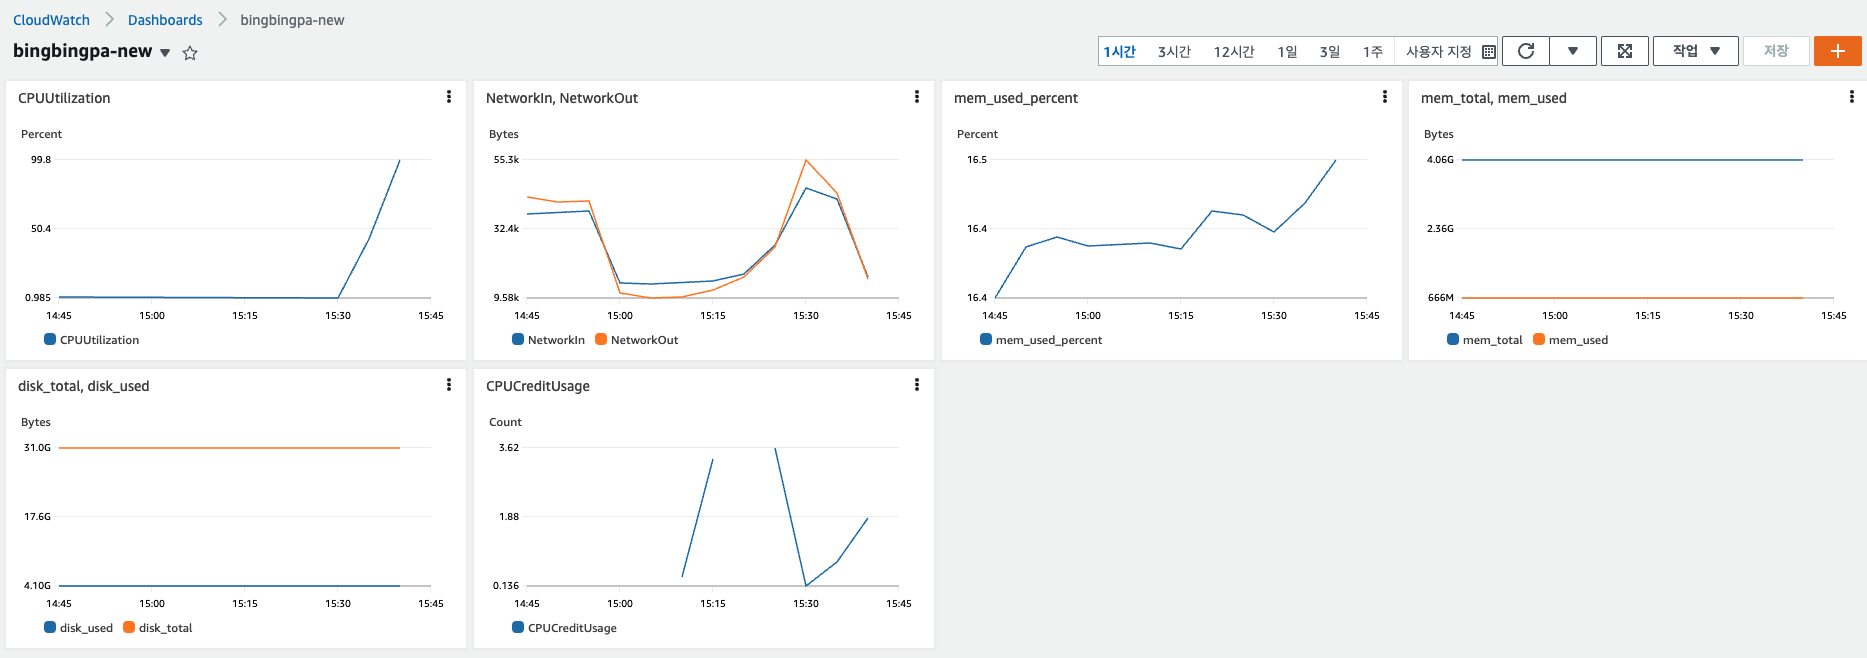 CloudWatch > Dashboards > bingbingpa-new
bingbingpa-new
1시간 3시간 12시간 1일 3일 1주 사용자 지정 작업 저장
CPUUtilization
Percent
99.8
50.4
0.985
14:45 15:00 15:15 15:30 15:45
CPUUtilization
NetworkIn, NetworkOut
Bytes
55.3k
32.4k
9.58k
14:45 15:00 15:15 15:30 15:45
NetworkIn NetworkOut
mem_used_percent
Percent
16.5
16.4
16.4
14:45 15:00 15:15 15:30 15:45
mem_used_percent
mem_total, mem_used
Bytes
4.06G
2.36G
666M
14:45 15:00 15:15 15:30 15:45
mem_total mem_used
disk_total, disk_used
Bytes
31.0G
17.6G
4.10G
14:45 15:00 15:15 15:30 15:45
disk_used disk_total
CPUCreditUsage
Count
3.62
1.88
0.136
14:45 15:00 15:15 15:30 15:45
CPUCreditUsage